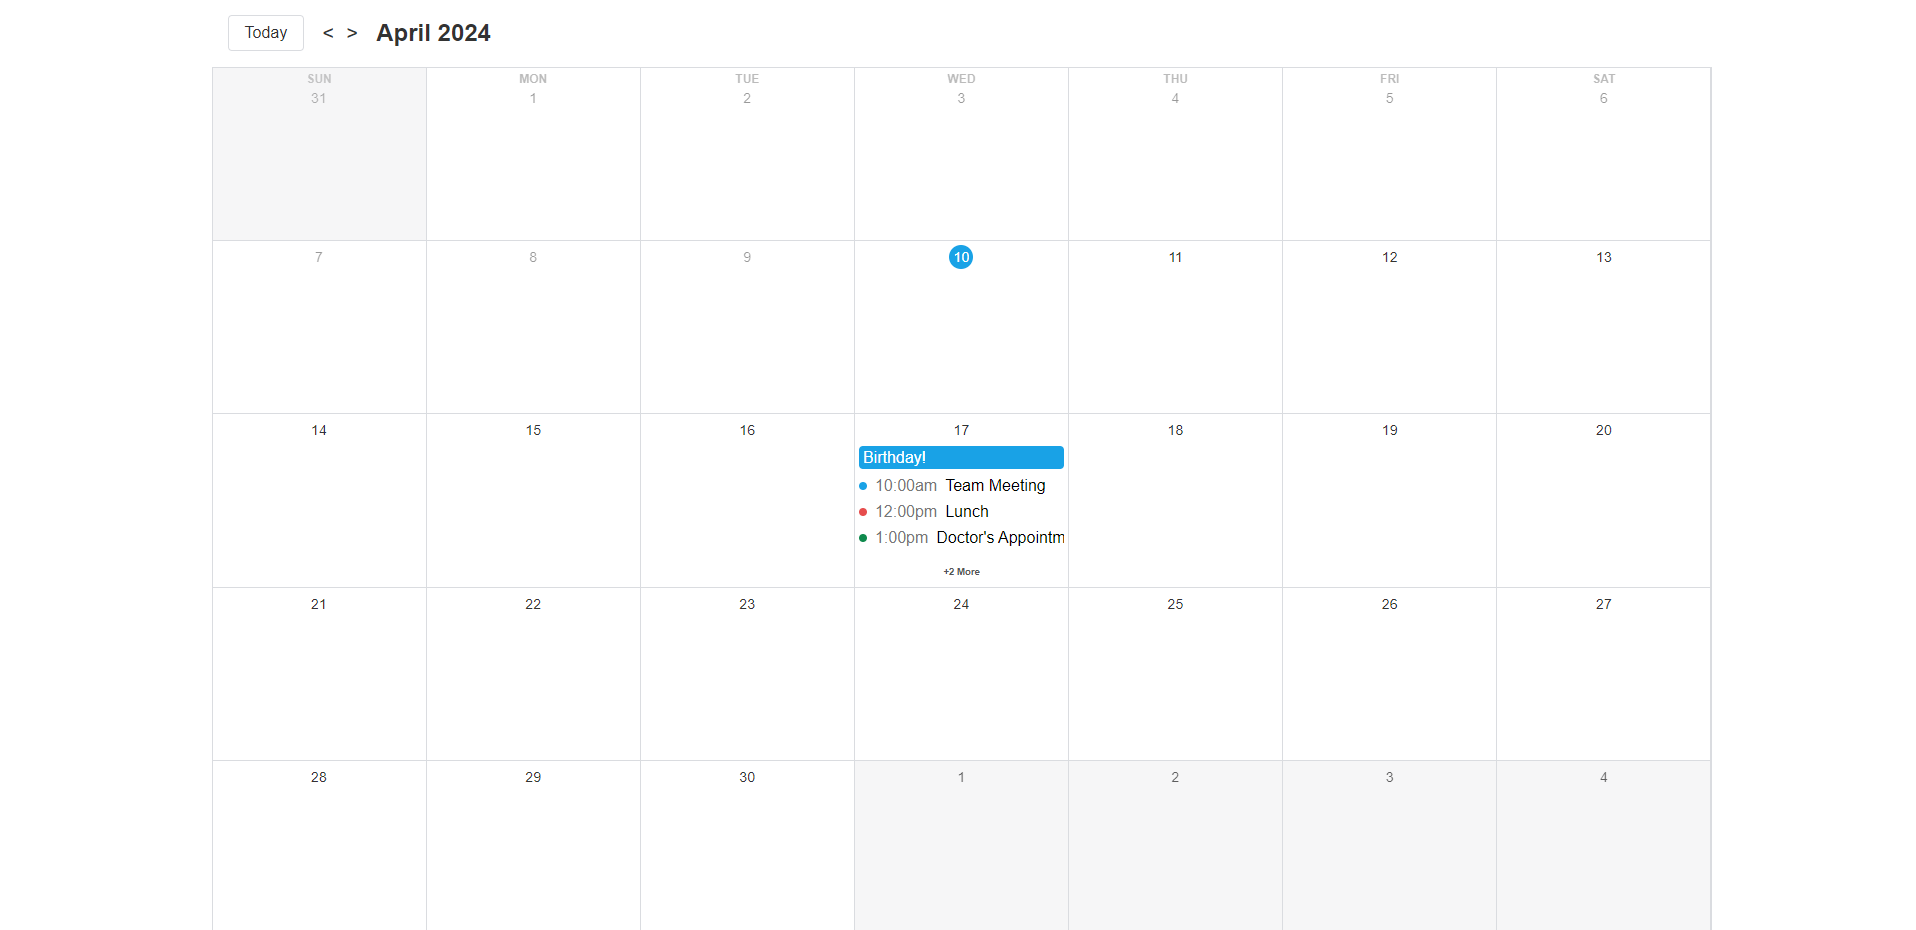 Today < > April 2024
SUN MON TUE WED THU FRI SAT
31 1 2 3 4 5 6
7 8 9 10 11 12 13
14 15 16 17 18 19 20
Birthday!
10:00am Team Meeting
12:00pm Lunch
1:00pm Doctor's Appointm
+2 More
21 22 23 24 25 26 27
28 29 30 1 2 3 4